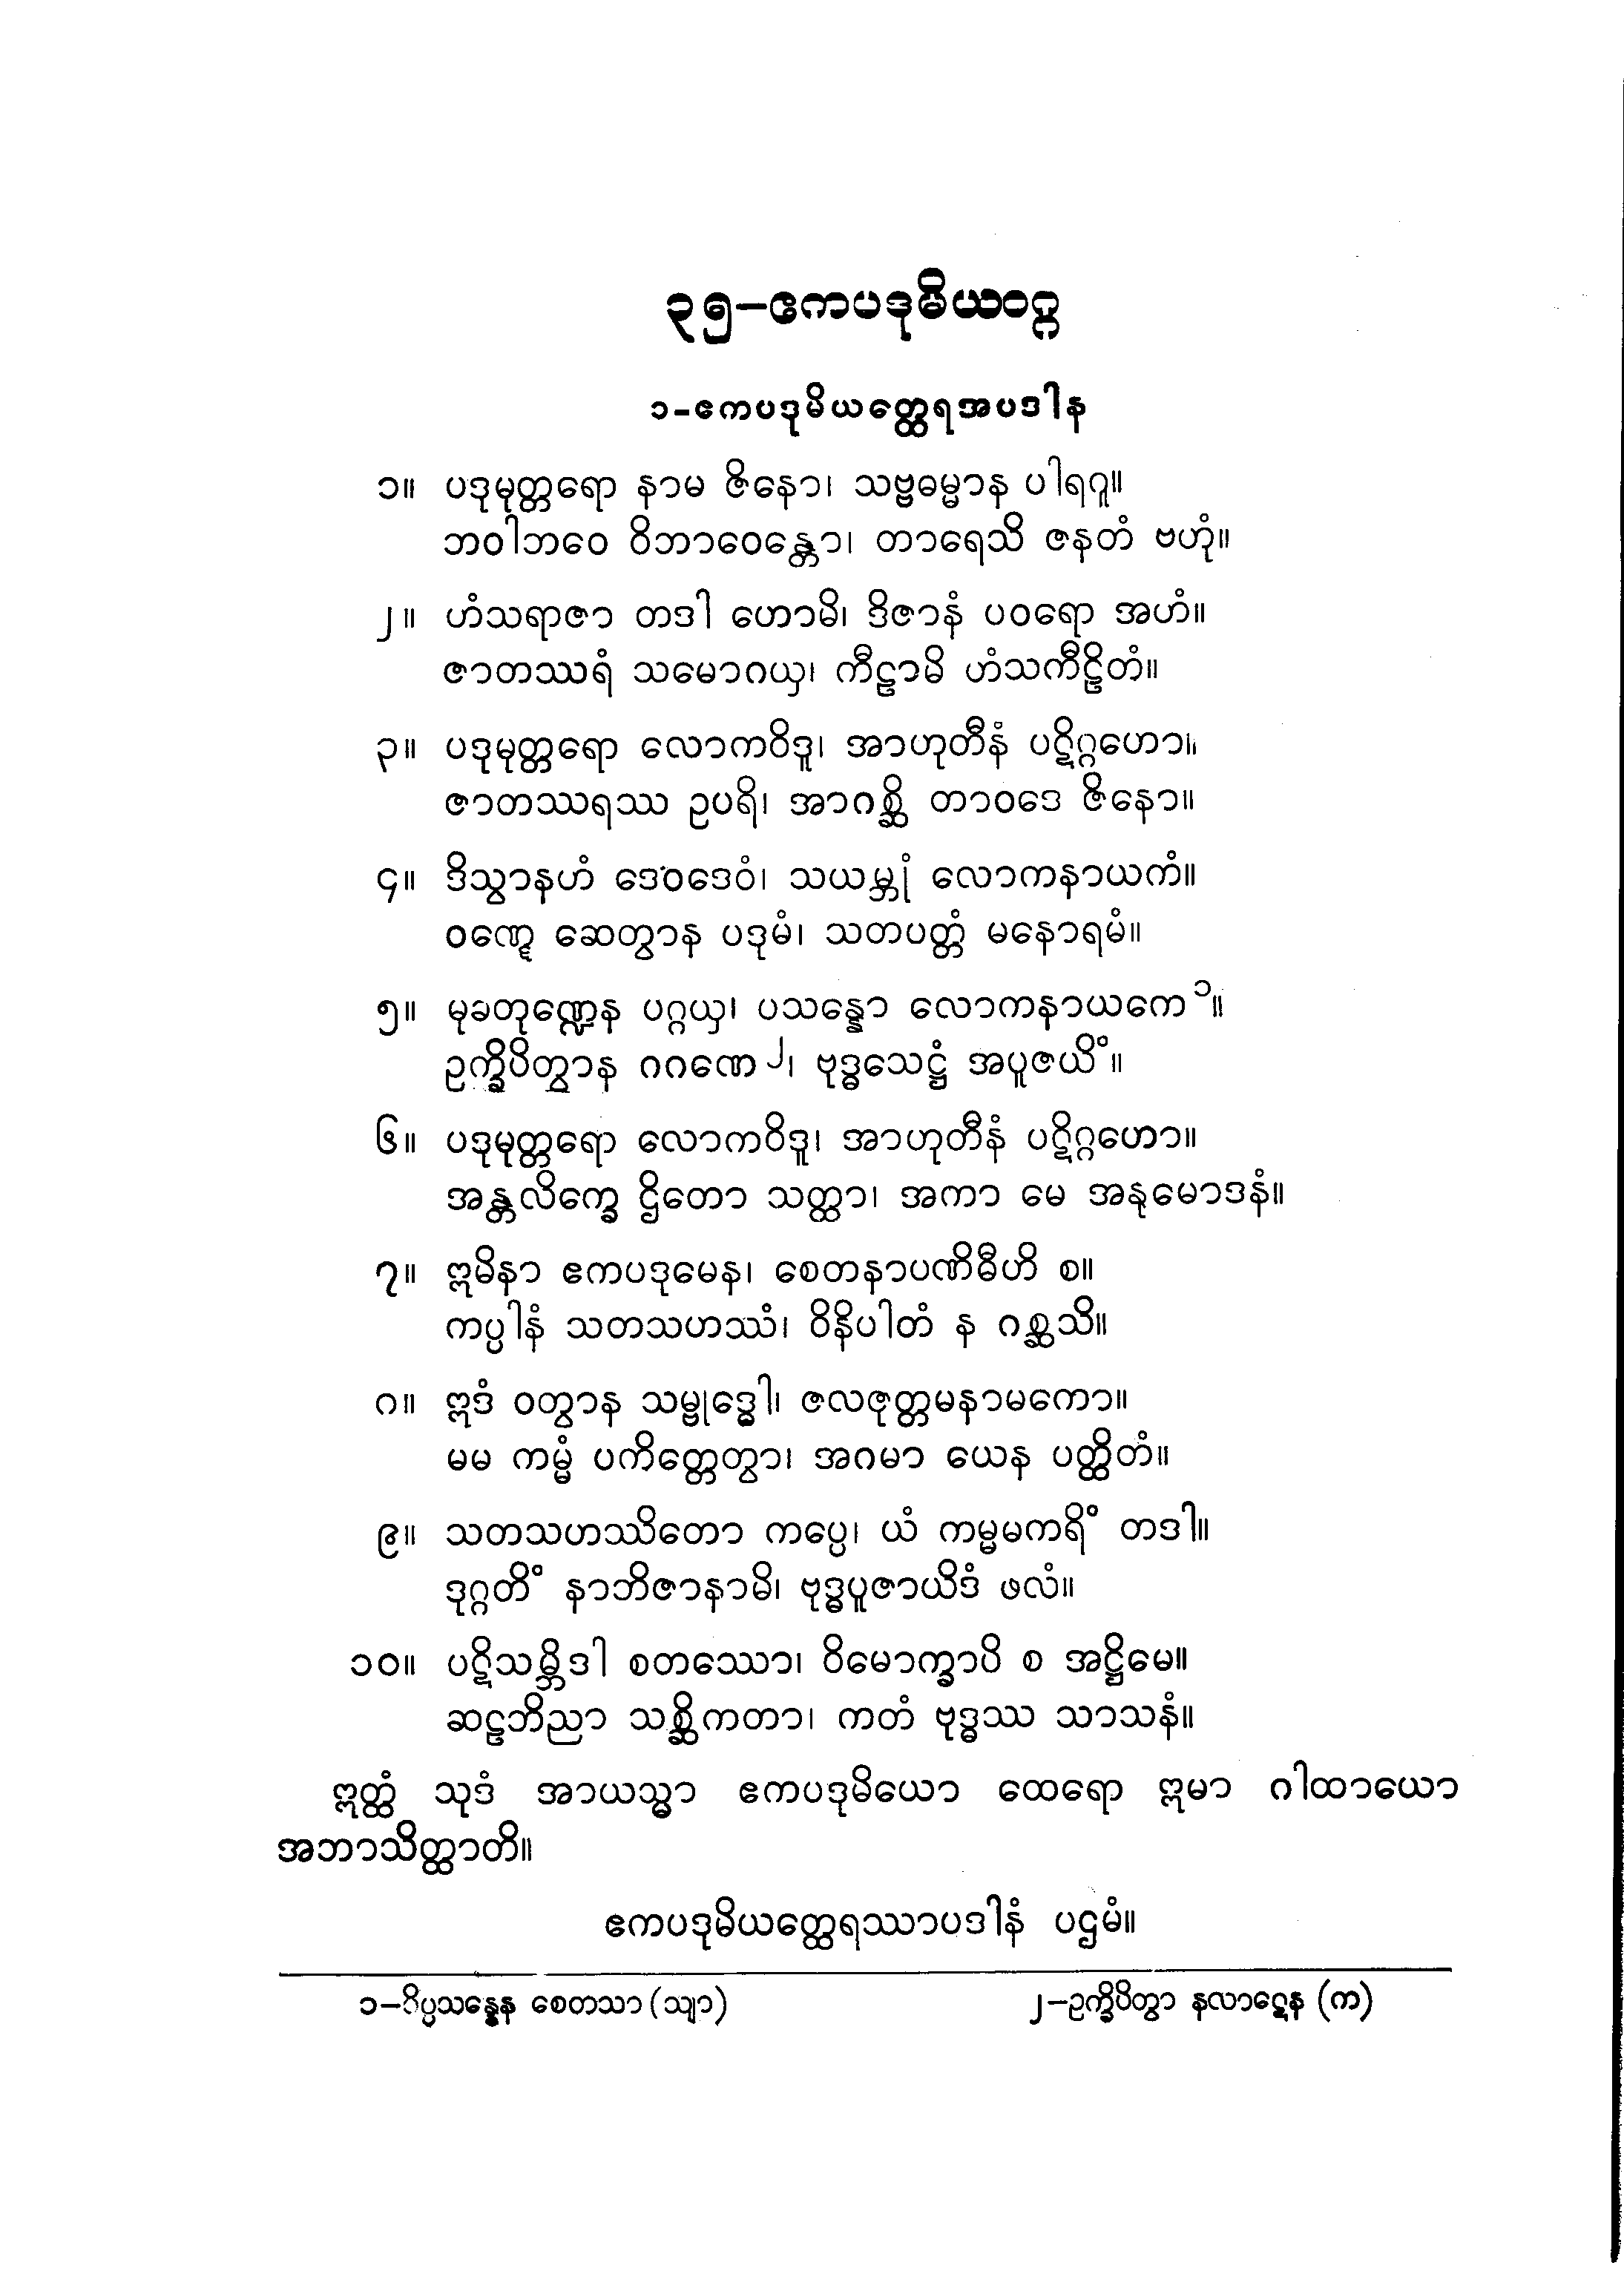 ၃၅–ဧကပဒုမိယဝဂ္ဂ
၁-ဧကပဒုမိယတ္ထေရအပဒါန
၁။ ပဒုမုတ္တရော နာမ ဇိနော၊ သဗ္ဗဓမ္မာန ပါရဂူ။
ဘဝါဘဝေ ဝိဘာဝေန္တော၊ တာရေသိ ဇနတံ ဗဟုံ။
၂။ ဟံသရာဇာ တဒါ ဟောမိ၊ ဒိဇာနံ ပဝရော အဟံ။
ဇာတဿရံ သမောဂယှ၊ ကီဠာမိ ဟံသကီဠိတံ။
၃။ ပဒုမုတ္တရော လောကဝိဒူ၊ အာဟုတီနံ ပဋိဂ္ဂဟော။
ဇာတဿရဿ ဥပရိ၊ အာဂစ္ဆိ တာဝဒေ ဇိနော။
၄။ ဒိသွာနဟံ ဒေဝဒေဝံ၊ သယမ္ဘုံ လောကနာယကံ။
ဝဏ္ဋေ ဆေတွာန ပဒုမံ၊ သတပတ္တံ မနောရမံ။
၅။ မုခတုဏ္ဍေန ပဂ္ဂယှ၊ ပသန္နော လောကနာယကေ ၁။
ဥက္ခိပိတွာန ဂဂဏေ ၂၊ ဗုဒ္ဓသေဋ္ဌံ အပူဇယိံ။
၆။ ပဒုမုတ္တရော လောကဝိဒူ၊ အာဟုတီနံ ပဋိဂ္ဂဟော။
အန္တလိက္ခေ ဌိတော သတ္ထာ၊ အကာ မေ အနုမောဒနံ။
၇။ ဣမိနာ ဧကပဒုမေန၊ စေတနာပဏိဓီဟိ စ။
ကပ္ပါနံ သတသဟဿံ၊ ဝိနိပါတံ န ဂစ္ဆသိ။
၈။ ဣဒံ ဝတွာန သမ္ဗုဒ္ဓေါ၊ ဇလဇုတ္တမနာမကော။
မမ ကမ္မံ ပကိတ္တေတွာ၊ အဂမာ ယေန ပတ္ထိတံ။
၉။ သတသဟဿိတော ကပ္ပေ၊ ယံ ကမ္မမကရိံ တဒါ။
ဒုဂ္ဂတိံ နာဘိဇာနာမိ၊ ဗုဒ္ဓပူဇာယိဒံ ဖလံ။
၁၀။ ပဋိသမ္ဘိဒါ စတဿော၊ ဝိမောက္ခာပိ စ အဋ္ဌိမေ။
ဆဠဘိညာ သစ္ဆိကတာ၊ ကတံ ဗုဒ္ဓဿ သာသနံ။
ဣတ္ထံ သုဒံ အာယသ္မာ ဧကပဒုမိယော ထေရော ဣမာ ဂါထာယော
အဘာသိတ္ထာတိ။
ဧကပဒုမိယတ္ထေရဿာပဒါနံ ပဌမံ။
၁–ဝိပ္ပသန္နေန စေတသာ (သျာ) ၂–ဥက္ခိပိတွာ နလာဋေန (က)